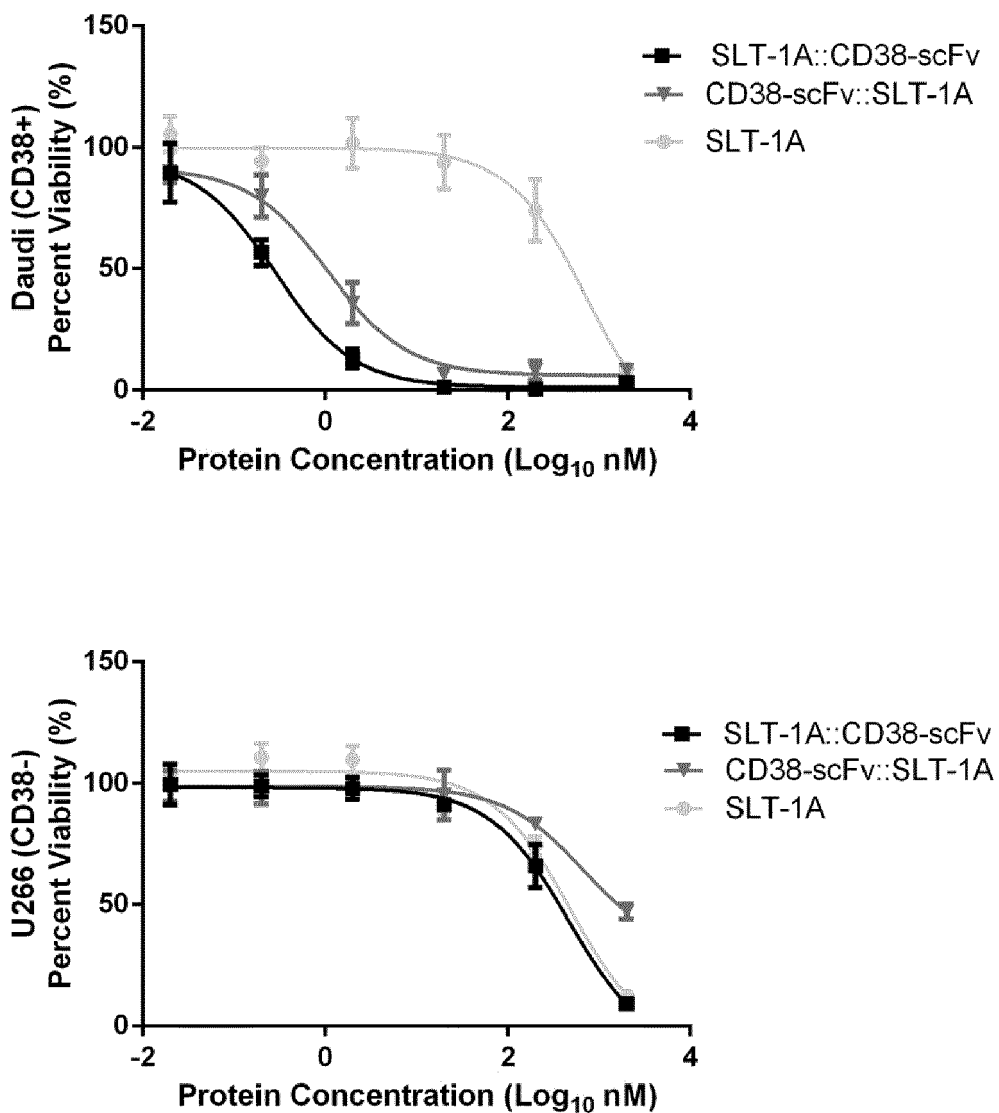 150
100
50
0
-2 0 2 4
Daudi (CD38+)
Percent Viability (%)
Protein Concentration (Log10 nM)
SLT-1A::CD38-scFv
CD38-scFv::SLT-1A
SLT-1A
150
100
50
0
-2 0 2 4
U266 (CD38-)
Percent Viability (%)
Protein Concentration (Log10 nM)
SLT-1A::CD38-scFv
CD38-scFv::SLT-1A
SLT-1A